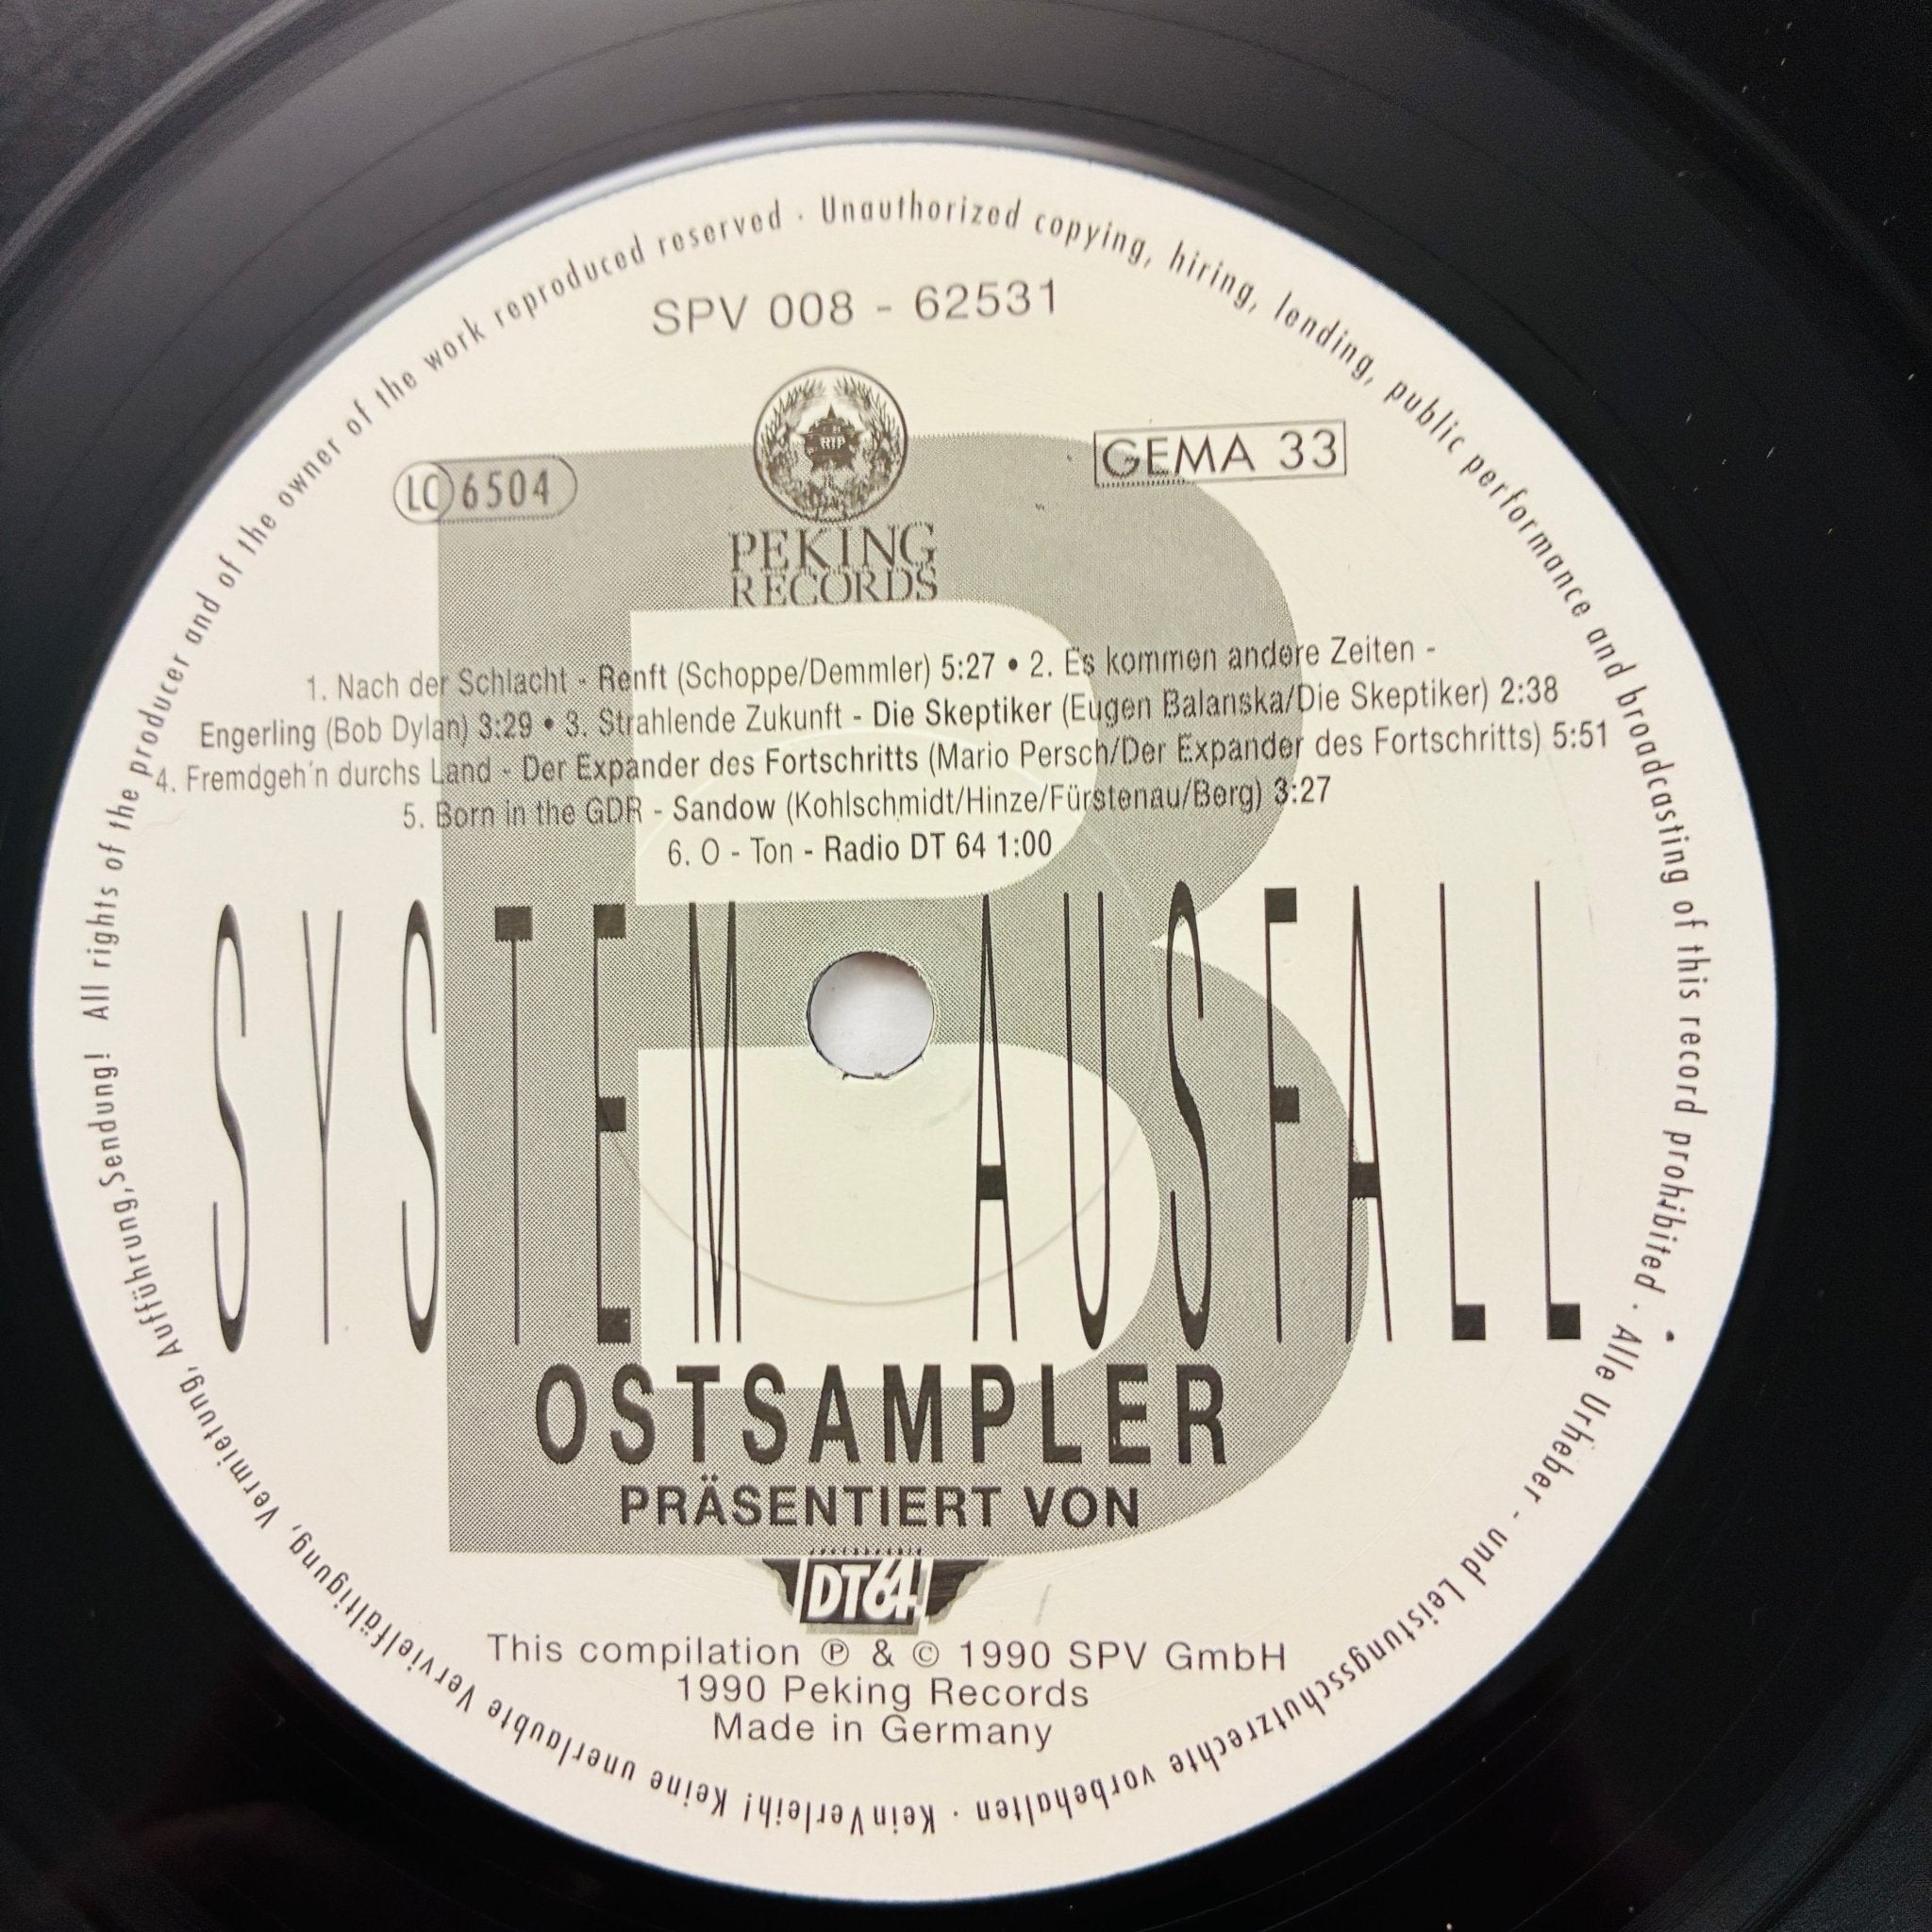 All rights of the producer and of the owner of the work reproduced reserved · Unauthorized copying, hiring, lending, public performance and broadcasting of this record prohibited · Alle Urheber - und Leistungsschutzrechte vorbehalten · Kein Verleih! Keine unerlaubte Vervielfältigung, Vermietung, Aufführung, Sendung!
SPV 008 - 62531
RIP
LC 6504
GEMA 33
PEKING
RECORDS
B
1. Nach der Schlacht - Renft (Schoppe/Demmler) 5:27 • 2. Es kommen andere Zeiten -
Engerling (Bob Dylan) 3:29 • 3. Strahlende Zukunft - Die Skeptiker (Eugen Balanska/Die Skeptiker) 2:38
4. Fremdgeh'n durchs Land - Der Expander des Fortschritts (Mario Persch/Der Expander des Fortschritts) 5:51
5. Born in the GDR - Sandow (Kohlschmidt/Hinze/Fürstenau/Berg) 3:27
6. O - Ton - Radio DT 64 1:00
SYSTEM AUSFALL
OSTSAMPLER
PRÄSENTIERT VON
DT64
This compilation ℗ & © 1990 SPV GmbH
1990 Peking Records
Made in Germany